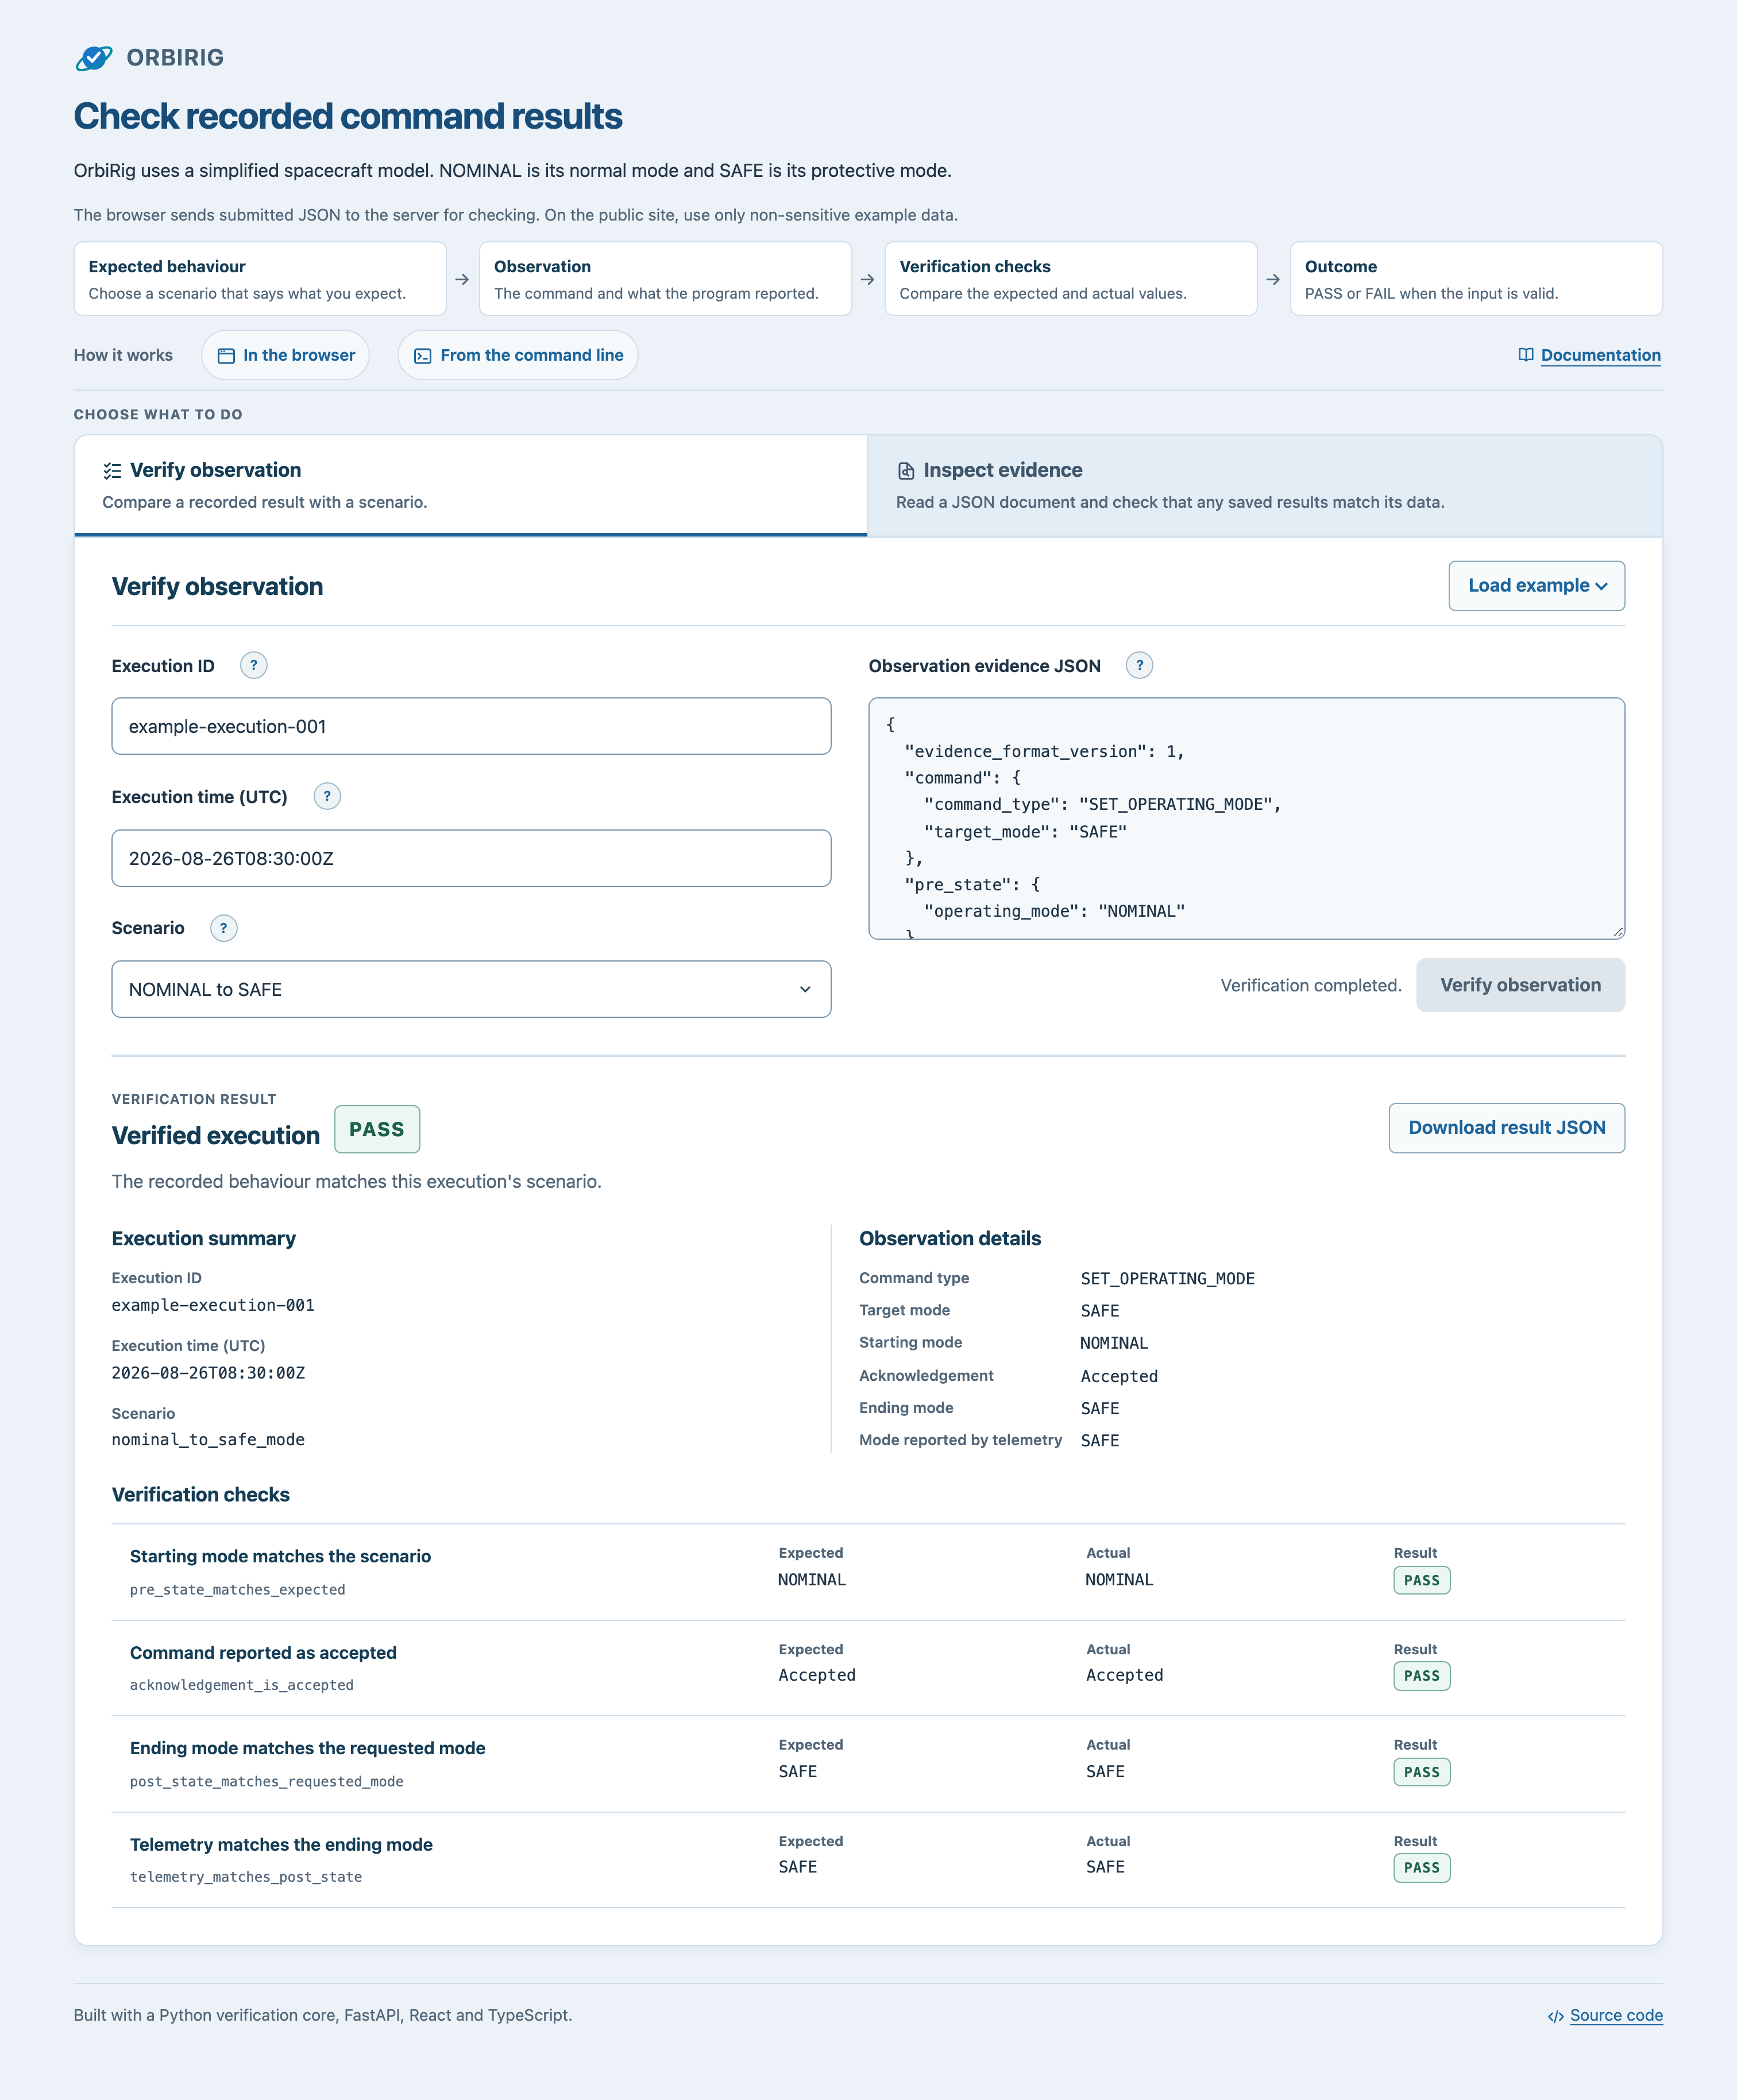 ORBIRIG
Check recorded command results
OrbiRig uses a simplified spacecraft model. NOMINAL is its normal mode and SAFE is its protective mode.
The browser sends submitted JSON to the server for checking. On the public site, use only non-sensitive example data.
Expected behaviour
Choose a scenario that says what you expect.
Observation
The command and what the program reported.
Verification checks
Compare the expected and actual values.
Outcome
PASS or FAIL when the input is valid.
How it works
In the browser
From the command line
Documentation
CHOOSE WHAT TO DO
Verify observation
Compare a recorded result with a scenario.
Inspect evidence
Read a JSON document and check that any saved results match its data.
Verify observation
Load example
Execution ID ?
example-execution-001
Execution time (UTC) ?
2026-08-26T08:30:00Z
Scenario ?
NOMINAL to SAFE
Observation evidence JSON ?
{
"evidence_format_version": 1,
"command": {
"command_type": "SET_OPERATING_MODE",
"target_mode": "SAFE"
},
"pre_state": {
"operating_mode": "NOMINAL"
}
Verification completed.
Verify observation
VERIFICATION RESULT
Verified execution PASS
Download result JSON
The recorded behaviour matches this execution's scenario.
Execution summary
Execution ID
example-execution-001
Execution time (UTC)
2026-08-26T08:30:00Z
Scenario
nominal_to_safe_mode
Observation details
Command type SET_OPERATING_MODE
Target mode SAFE
Starting mode NOMINAL
Acknowledgement Accepted
Ending mode SAFE
Mode reported by telemetry SAFE
Verification checks
Starting mode matches the scenario
pre_state_matches_expected
Expected
NOMINAL
Actual
NOMINAL
Result
PASS
Command reported as accepted
acknowledgement_is_accepted
Expected
Accepted
Actual
Accepted
Result
PASS
Ending mode matches the requested mode
post_state_matches_requested_mode
Expected
SAFE
Actual
SAFE
Result
PASS
Telemetry matches the ending mode
telemetry_matches_post_state
Expected
SAFE
Actual
SAFE
Result
PASS
Built with a Python verification core, FastAPI, React and TypeScript.
Source code